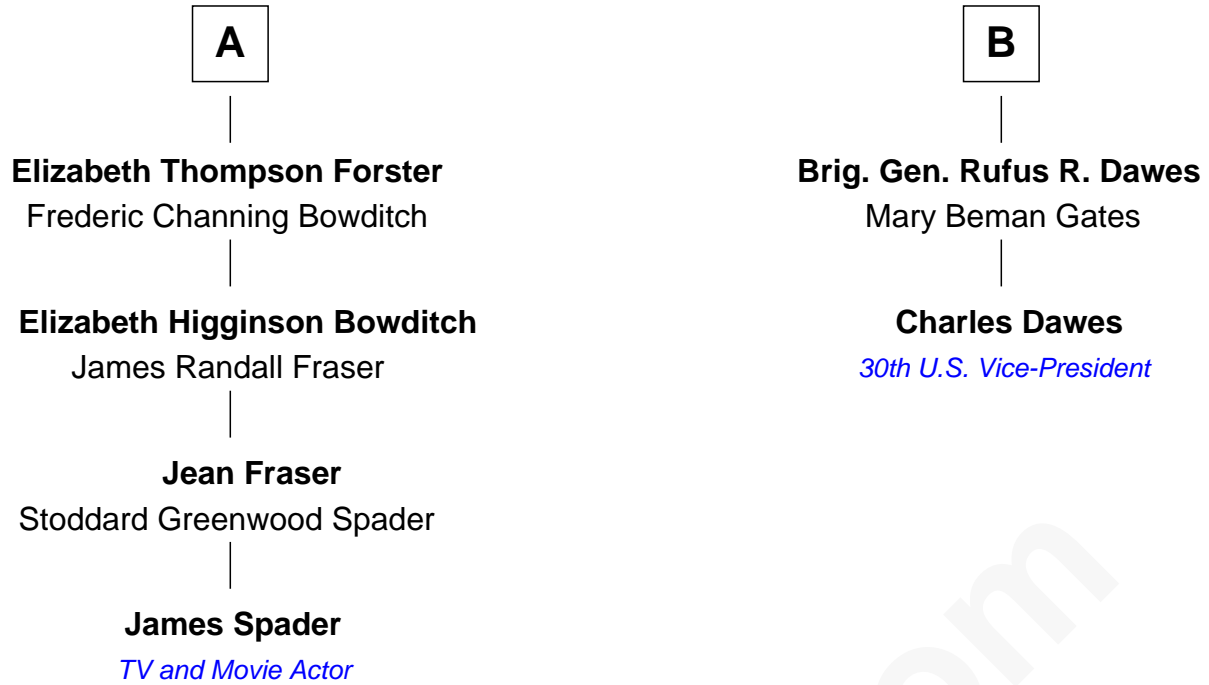 A
Elizabeth Thompson Forster
Frederic Channing Bowditch
Elizabeth Higginson Bowditch
James Randall Fraser
Jean Fraser
Stoddard Greenwood Spader
James Spader
TV and Movie Actor
B
Brig. Gen. Rufus R. Dawes
Mary Beman Gates
Charles Dawes
30th U.S. Vice-President
om